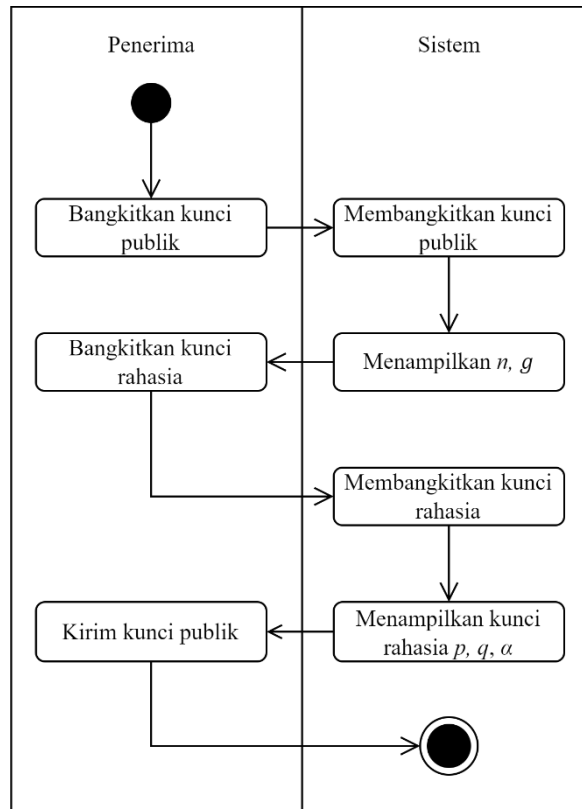 Penerima
Sistem
Bangkitkan kunci
publik
Membangkitkan kunci
publik
Menampilkan n, g
Bangkitkan kunci
rahasia
Membangkitkan kunci
rahasia
Menampilkan kunci
rahasia p, q, α
Kirim kunci publik